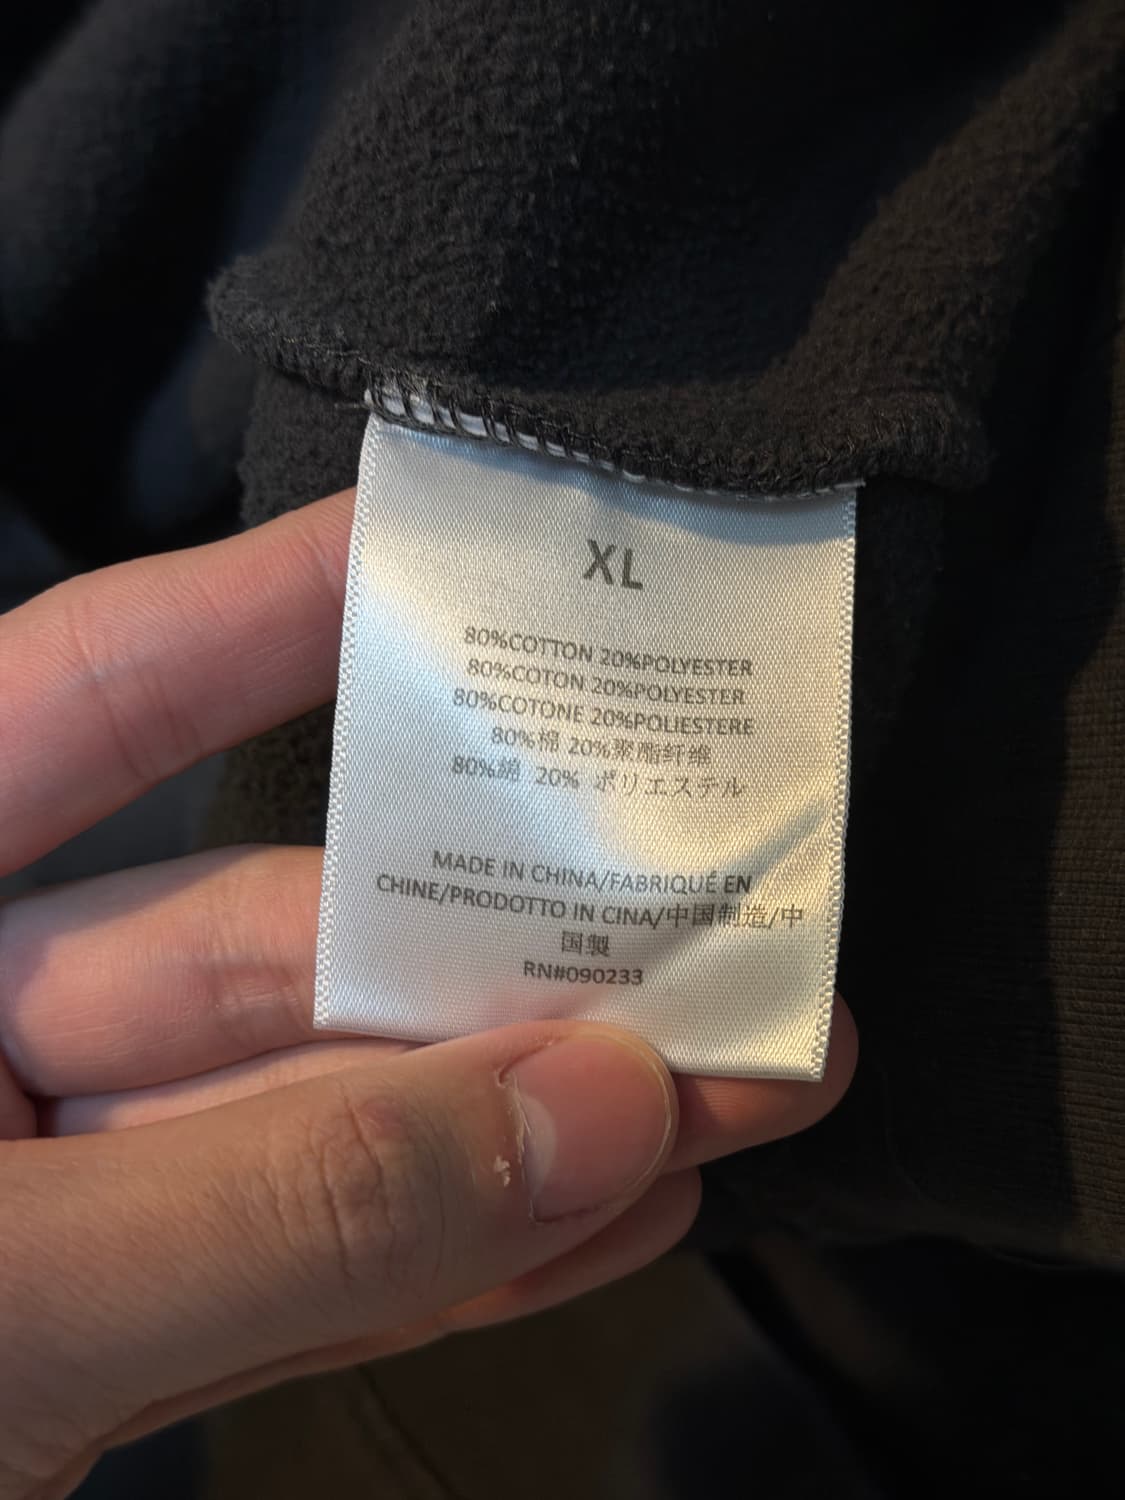 XL
80%COTTON 20%POLYESTER
80%COTON 20%POLYESTER
80%COTONE 20%POLIESTERE
80%棉 20%聚酯纤维
80%綿 20% ポリエステル
MADE IN CHINA/FABRIQUÉ EN
CHINE/PRODOTTO IN CINA/中国制造/中
国製
RN#090233